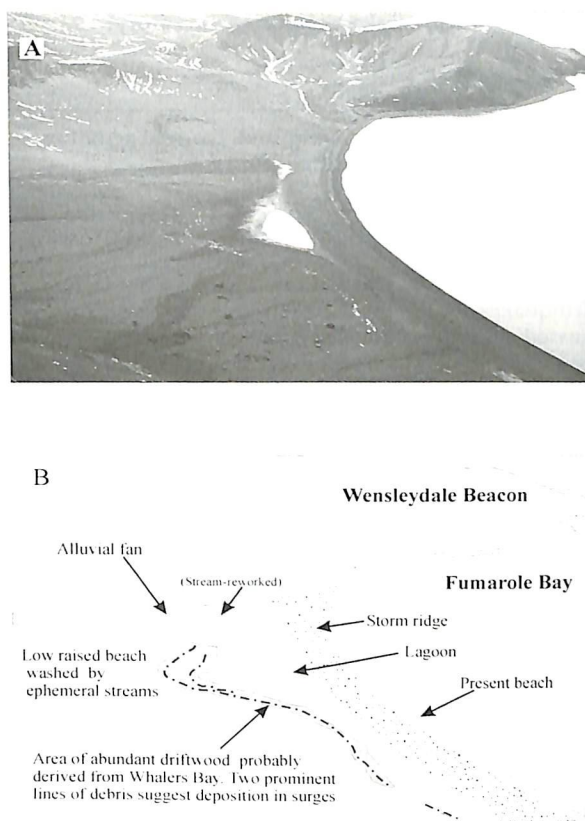 A
B
Wensleydale Beacon
Alluvial fan
(Stream-reworked)
Fumarole Bay
Storm ridge
Low raised beach
washed by
ephemeral streams
Lagoon
Present beach
Area of abundant driftwood probably
derived from Whalers Bay. Two prominent
lines of debris suggest deposition in surges